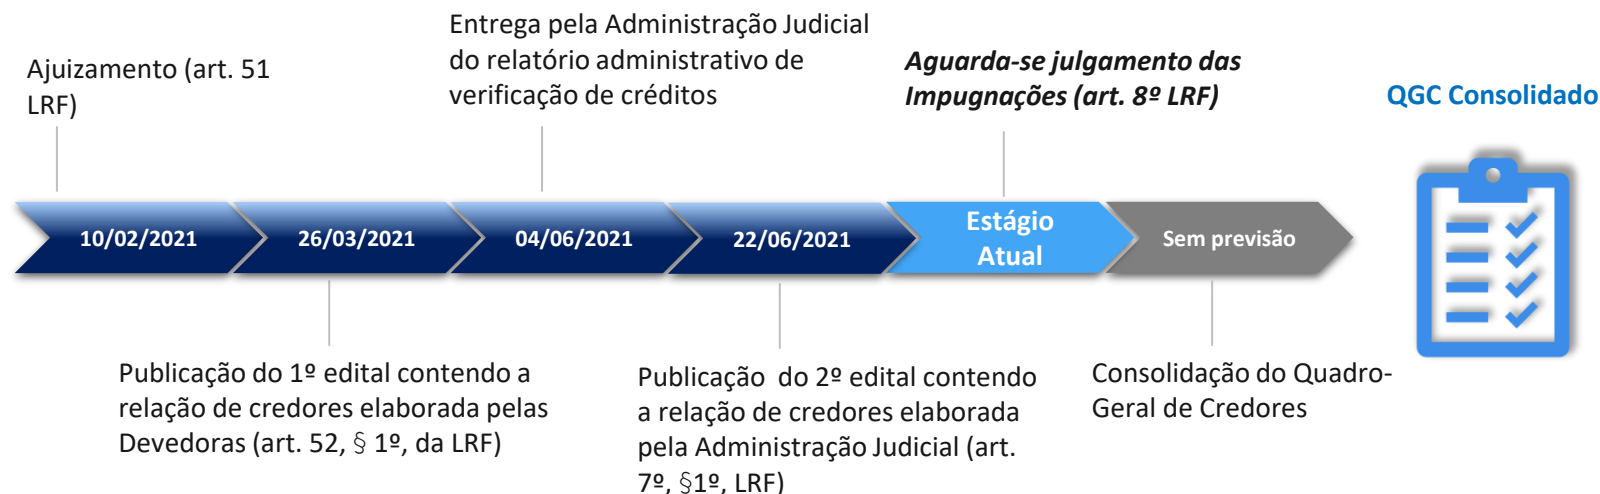 Ajuizamento (art. 51
LRF)
Entrega pela Administração Judicial
do relatório administrativo de
verificação de créditos
Aguarda-se julgamento das
Impugnações (art. 8º LRF)
QGC Consolidado
10/02/2021
26/03/2021
04/06/2021
22/06/2021
Estágio
Atual
Sem previsão
Publicação do 1º edital contendo a
relação de credores elaborada pelas
Devedoras (art. 52, § 1º, da LRF)
Publicação  do 2º edital contendo
a relação de credores elaborada
pela Administração Judicial (art.
7º, §1º, LRF)
Consolidação do Quadro-
Geral de Credores